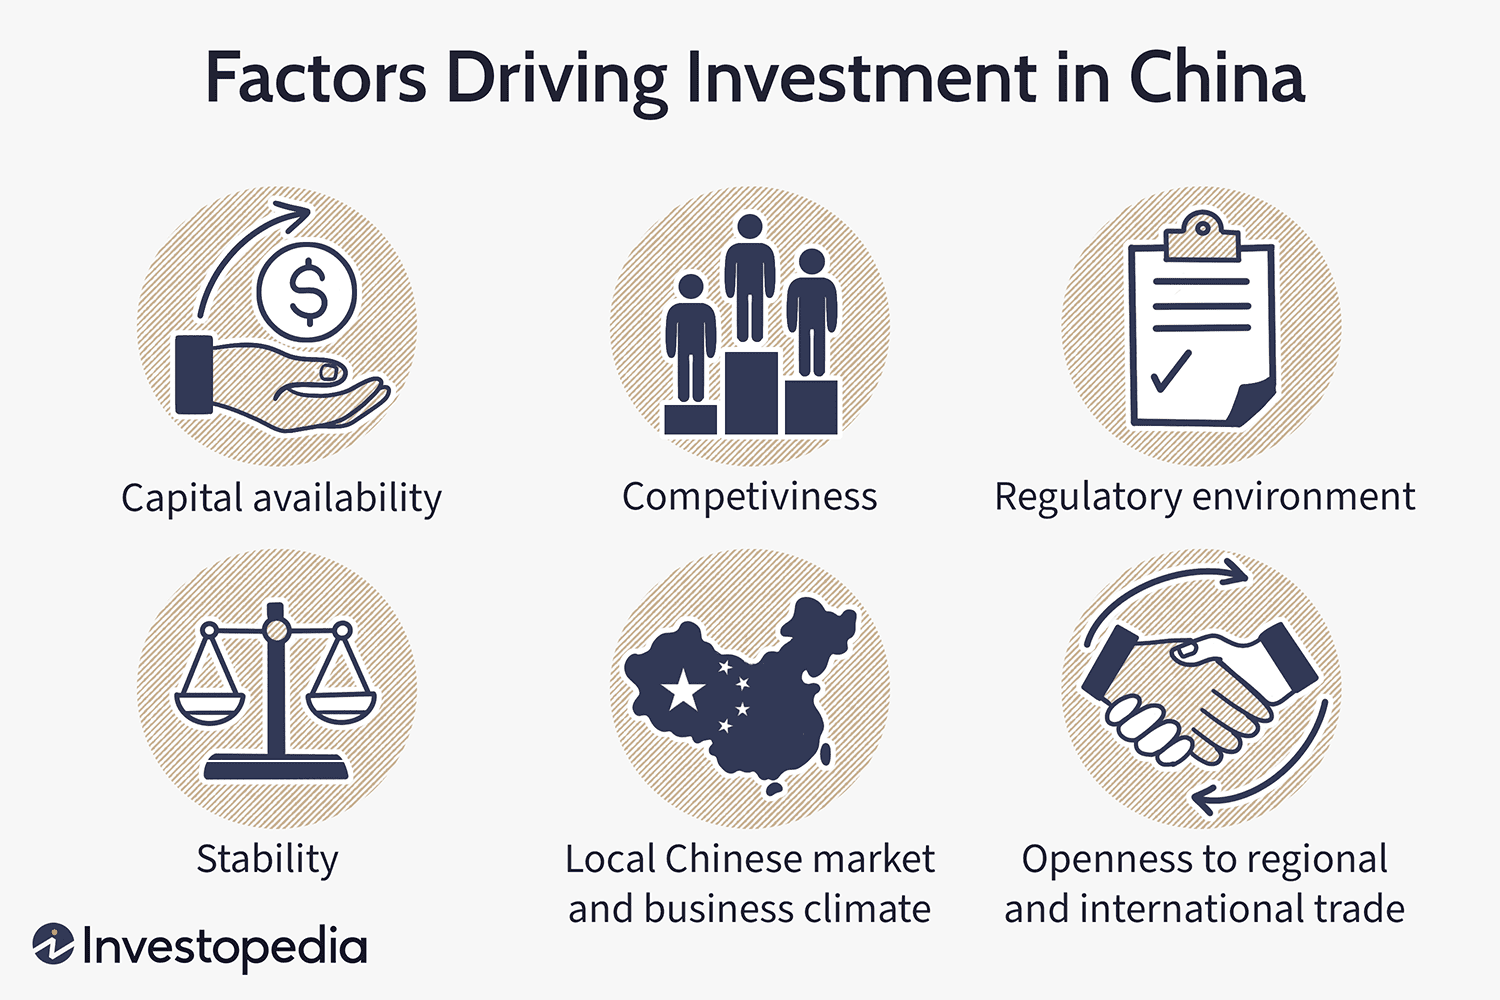 Factors Driving Investment in China
$
Capital availability
Competiviness
Regulatory environment
Stability
Local Chinese market
and business climate
Openness to regional
and international trade
Investopedia